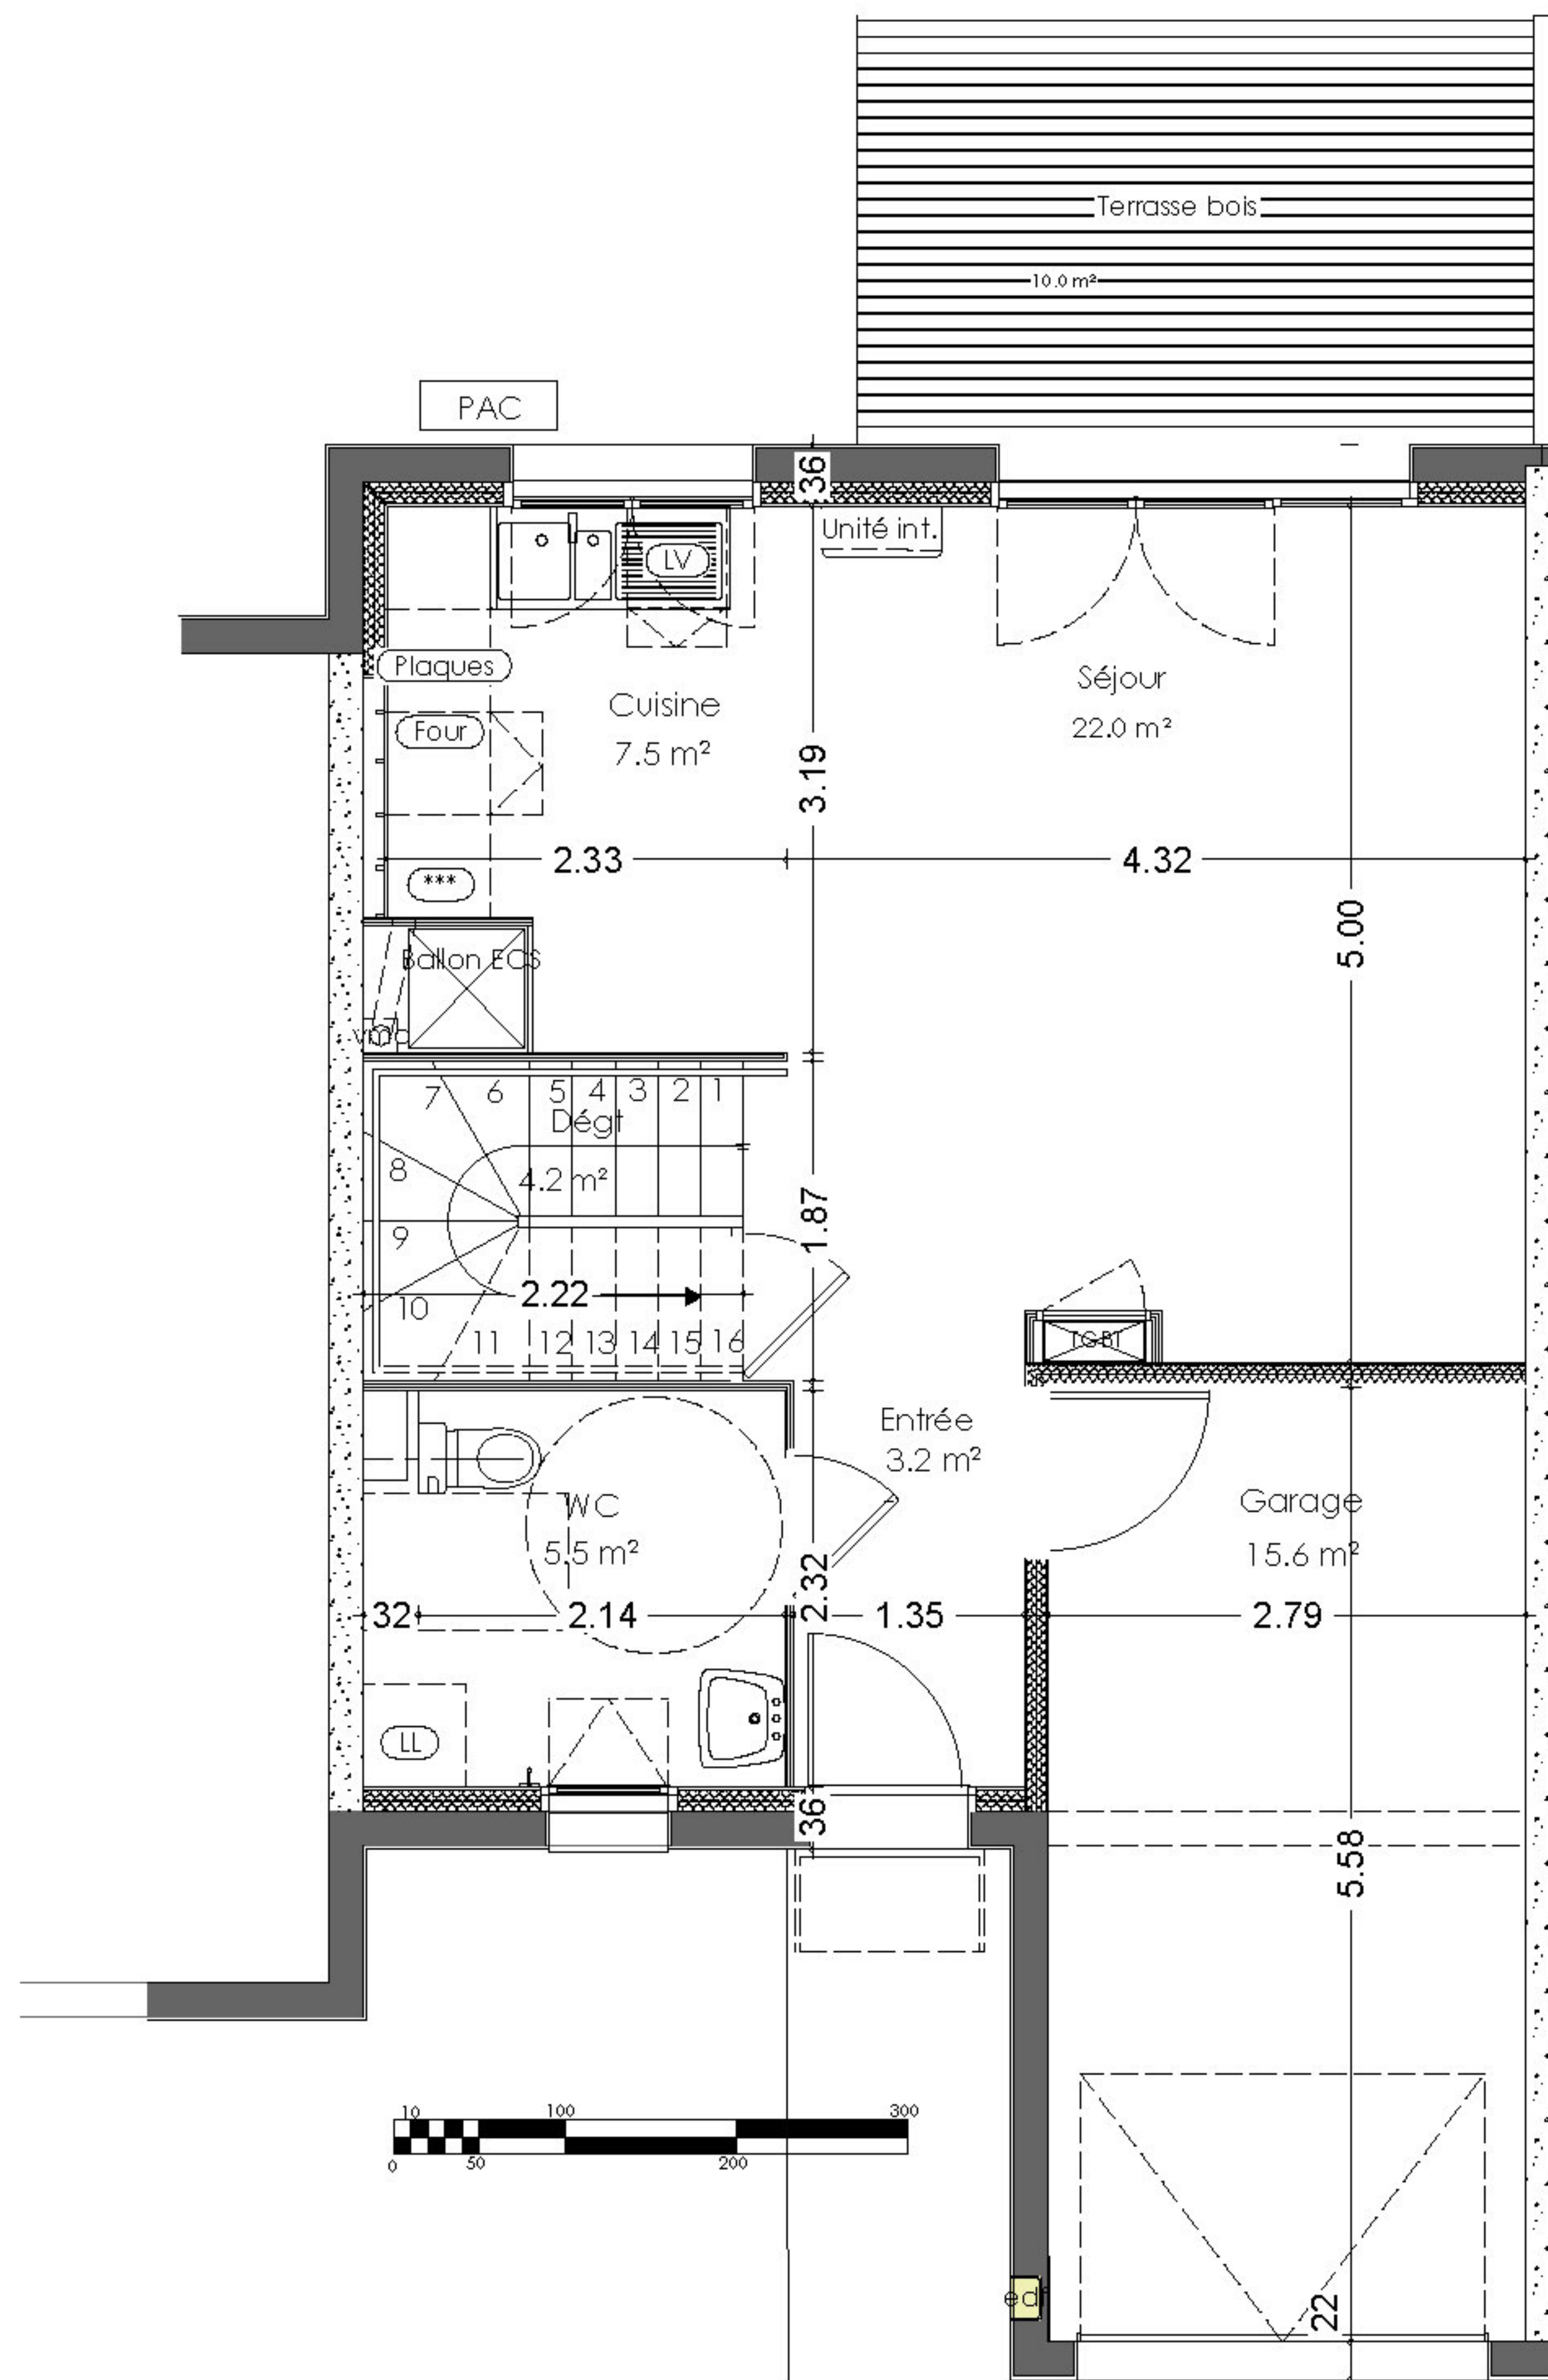 Terrasse bois
10.0 m²
PAC
36
Unité int.
LV
Plaques
Cuisine
7.5 m²
Séjour
22.0 m²
Four
3.19
2.33
4.32
***
5.00
Ballon ECS
vmc
7 6 5 4 3 2 1
Dégt
8
4.2 m²
1.87
9
2.22
10
11 12 13 14 15 16
TGBT
Entrée
3.2 m²
WC
5.5 m²
Garage
15.6 m²
32
2.14
2.32
1.35
2.79
LL
36
5.58
10 100 300
0 50 200
edf
22